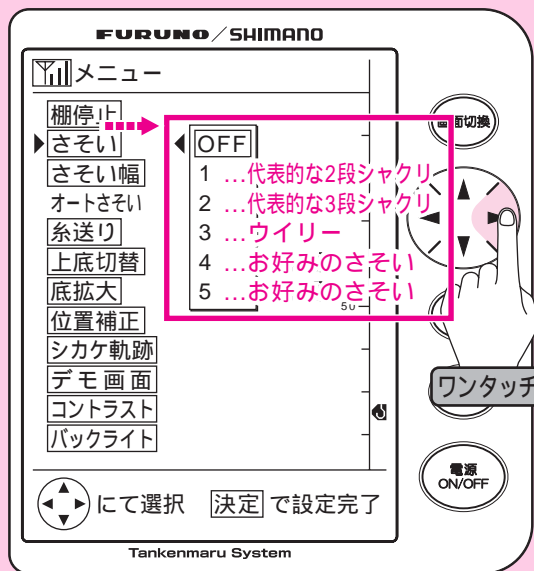 FURUNO/SHIMANO
メニュー
棚停止
さそい
さそい幅
オートさそい
糸送り
上底切替
底拡大
位置補正
シカケ軌跡
デモ画面
コントラスト
バックライト
OFF
1 …代表的な2段シャクリ
2 …代表的な3段シャクリ
3 …ウイリー
4 …お好みのさそい
5 …お好みのさそい
50
にて選択 決定で設定完了
画面切換
ワンタッチ
電源
ON/OFF
Tankenmaru System